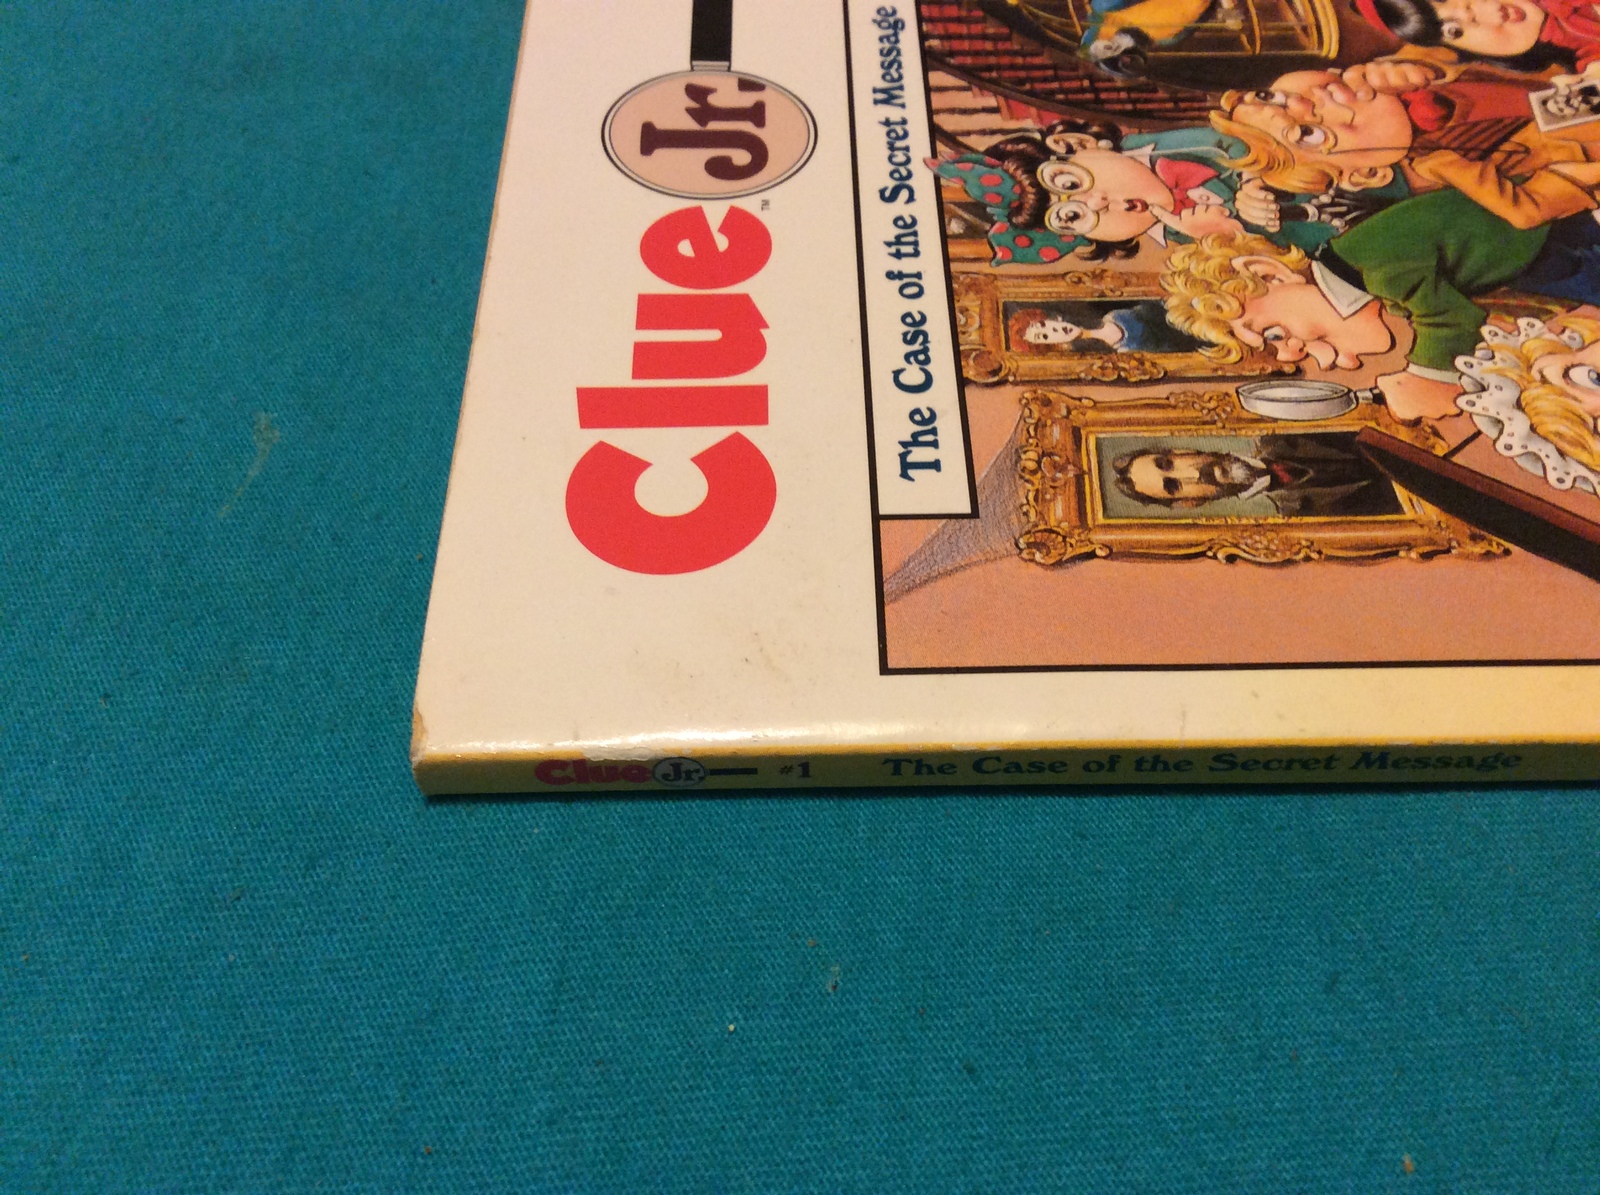 Clue Jr.™
The Case of the Secret Message
Clue Jr. #1 The Case of the Secret Message